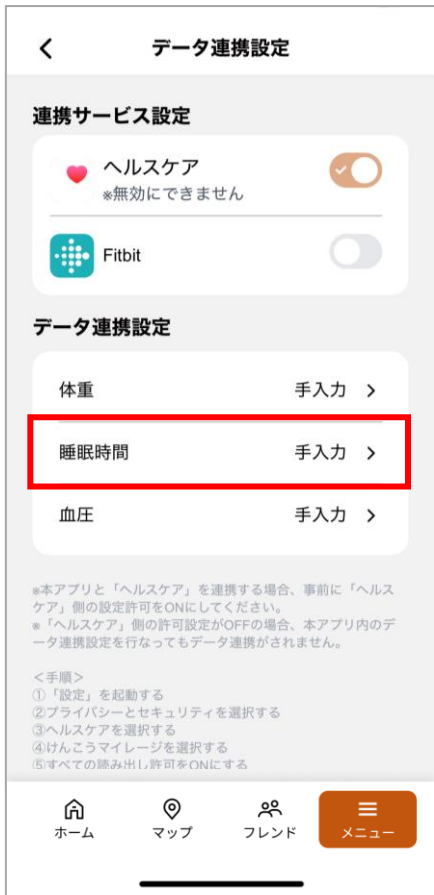 データ連携設定
連携サービス設定
ヘルスケア
※無効にできません
Fitbit
データ連携設定
体重 手入力
睡眠時間 手入力
血圧 手入力
※本アプリと「ヘルスケア」を連携する場合、事前に「ヘルス
ケア」側の設定許可をONにしてください。
※「ヘルスケア」側の許可設定がOFFの場合、本アプリ内のデ
ータ連携設定を行なってもデータ連携がされません。
＜手順＞
①「設定」を起動する
②プライバシーとセキュリティを選択する
③ヘルスケアを選択する
④けんこうマイレージを選択する
⑤すべての読み出し許可をONにする
ホーム マップ フレンド メニュー